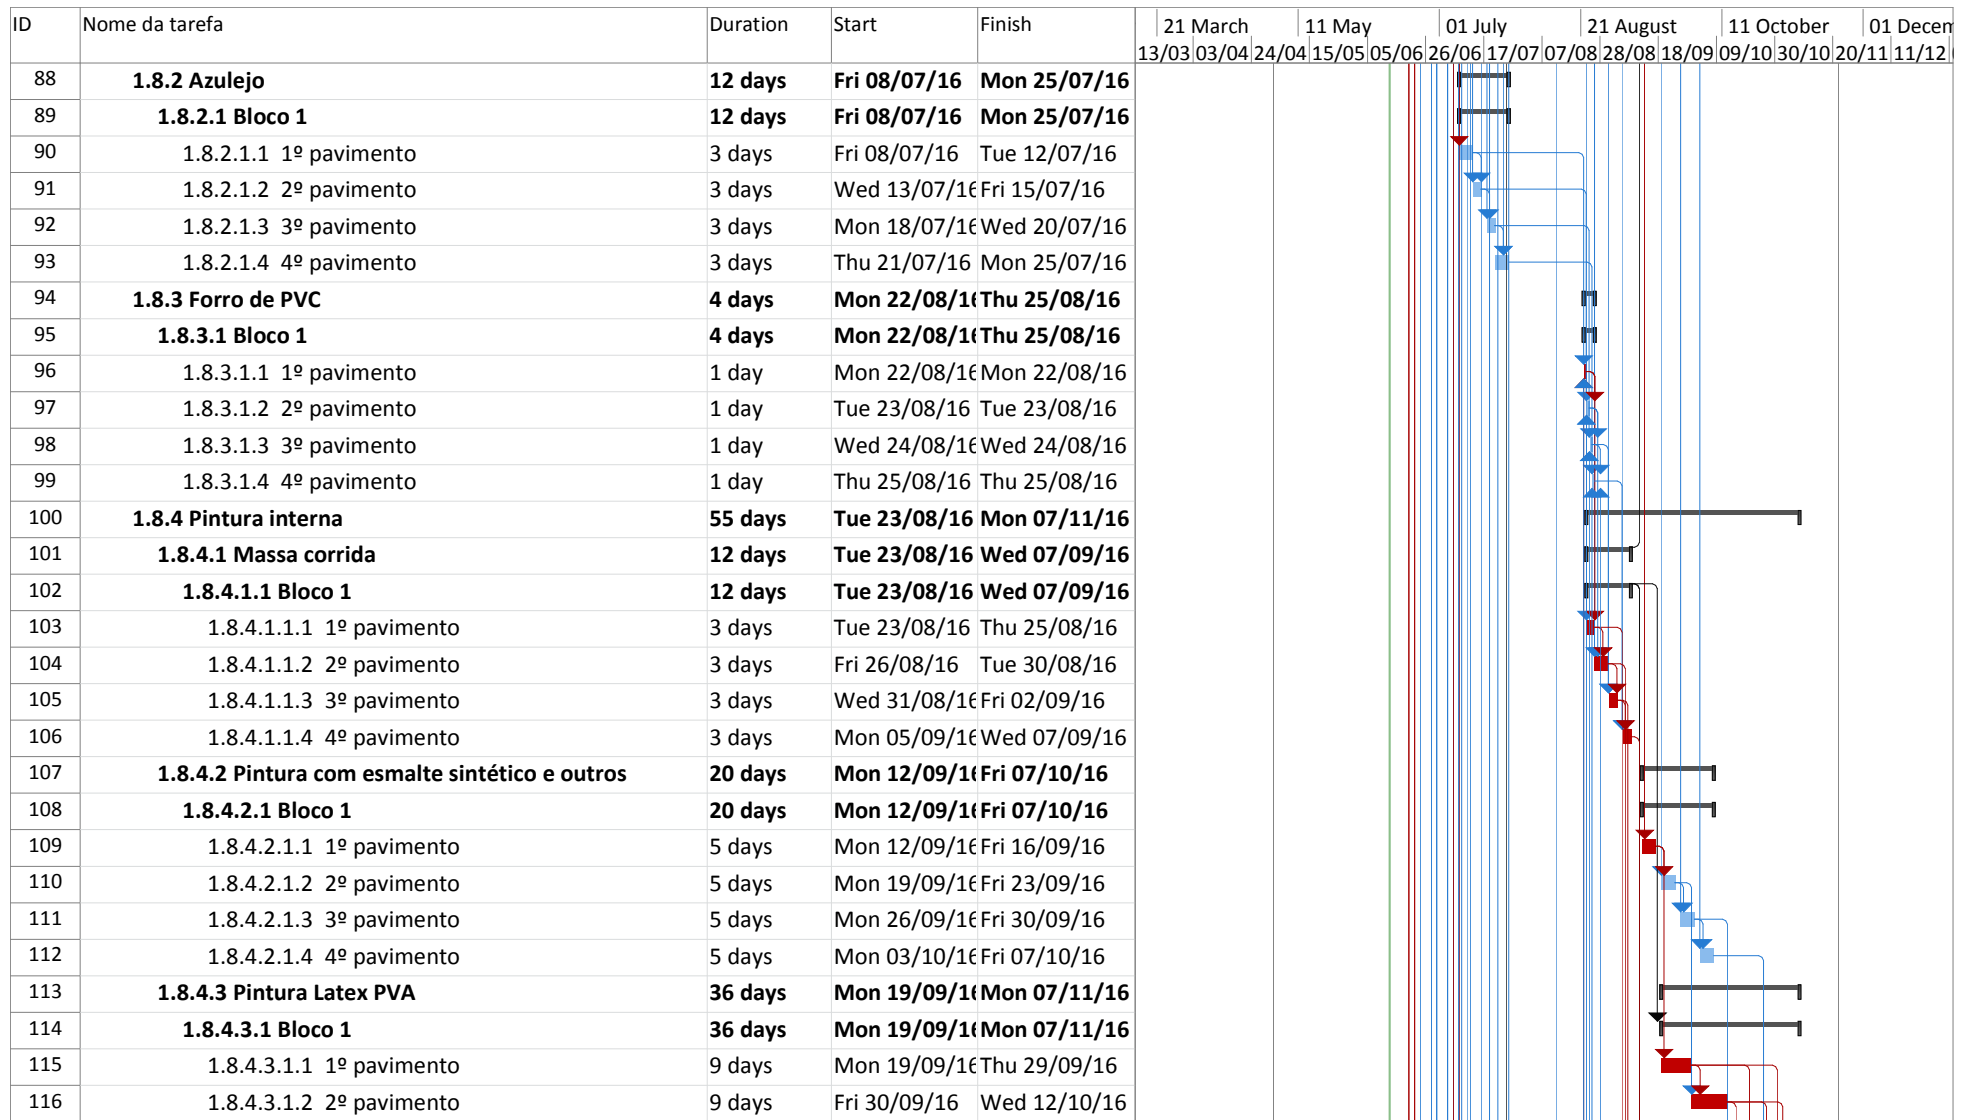 ID Nome da tarefa Duration Start Finish 21 March 11 May 01 July 21 August 11 October 01 Decem
13/03 03/04 24/04 15/05 05/06 26/06 17/07 07/08 28/08 18/09 09/10 30/10 20/11 11/12
88 1.8.2 Azulejo 12 days Fri 08/07/16 Mon 25/07/16
89 1.8.2.1 Bloco 1 12 days Fri 08/07/16 Mon 25/07/16
90 1.8.2.1.1 1º pavimento 3 days Fri 08/07/16 Tue 12/07/16
91 1.8.2.1.2 2º pavimento 3 days Wed 13/07/16 Fri 15/07/16
92 1.8.2.1.3 3º pavimento 3 days Mon 18/07/16 Wed 20/07/16
93 1.8.2.1.4 4º pavimento 3 days Thu 21/07/16 Mon 25/07/16
94 1.8.3 Forro de PVC 4 days Mon 22/08/16 Thu 25/08/16
95 1.8.3.1 Bloco 1 4 days Mon 22/08/16 Thu 25/08/16
96 1.8.3.1.1 1º pavimento 1 day Mon 22/08/16 Mon 22/08/16
97 1.8.3.1.2 2º pavimento 1 day Tue 23/08/16 Tue 23/08/16
98 1.8.3.1.3 3º pavimento 1 day Wed 24/08/16 Wed 24/08/16
99 1.8.3.1.4 4º pavimento 1 day Thu 25/08/16 Thu 25/08/16
100 1.8.4 Pintura interna 55 days Tue 23/08/16 Mon 07/11/16
101 1.8.4.1 Massa corrida 12 days Tue 23/08/16 Wed 07/09/16
102 1.8.4.1.1 Bloco 1 12 days Tue 23/08/16 Wed 07/09/16
103 1.8.4.1.1.1 1º pavimento 3 days Tue 23/08/16 Thu 25/08/16
104 1.8.4.1.1.2 2º pavimento 3 days Fri 26/08/16 Tue 30/08/16
105 1.8.4.1.1.3 3º pavimento 3 days Wed 31/08/16 Fri 02/09/16
106 1.8.4.1.1.4 4º pavimento 3 days Mon 05/09/16 Wed 07/09/16
107 1.8.4.2 Pintura com esmalte sintético e outros 20 days Mon 12/09/16 Fri 07/10/16
108 1.8.4.2.1 Bloco 1 20 days Mon 12/09/16 Fri 07/10/16
109 1.8.4.2.1.1 1º pavimento 5 days Mon 12/09/16 Fri 16/09/16
110 1.8.4.2.1.2 2º pavimento 5 days Mon 19/09/16 Fri 23/09/16
111 1.8.4.2.1.3 3º pavimento 5 days Mon 26/09/16 Fri 30/09/16
112 1.8.4.2.1.4 4º pavimento 5 days Mon 03/10/16 Fri 07/10/16
113 1.8.4.3 Pintura Latex PVA 36 days Mon 19/09/16 Mon 07/11/16
114 1.8.4.3.1 Bloco 1 36 days Mon 19/09/16 Mon 07/11/16
115 1.8.4.3.1.1 1º pavimento 9 days Mon 19/09/16 Thu 29/09/16
116 1.8.4.3.1.2 2º pavimento 9 days Fri 30/09/16 Wed 12/10/16